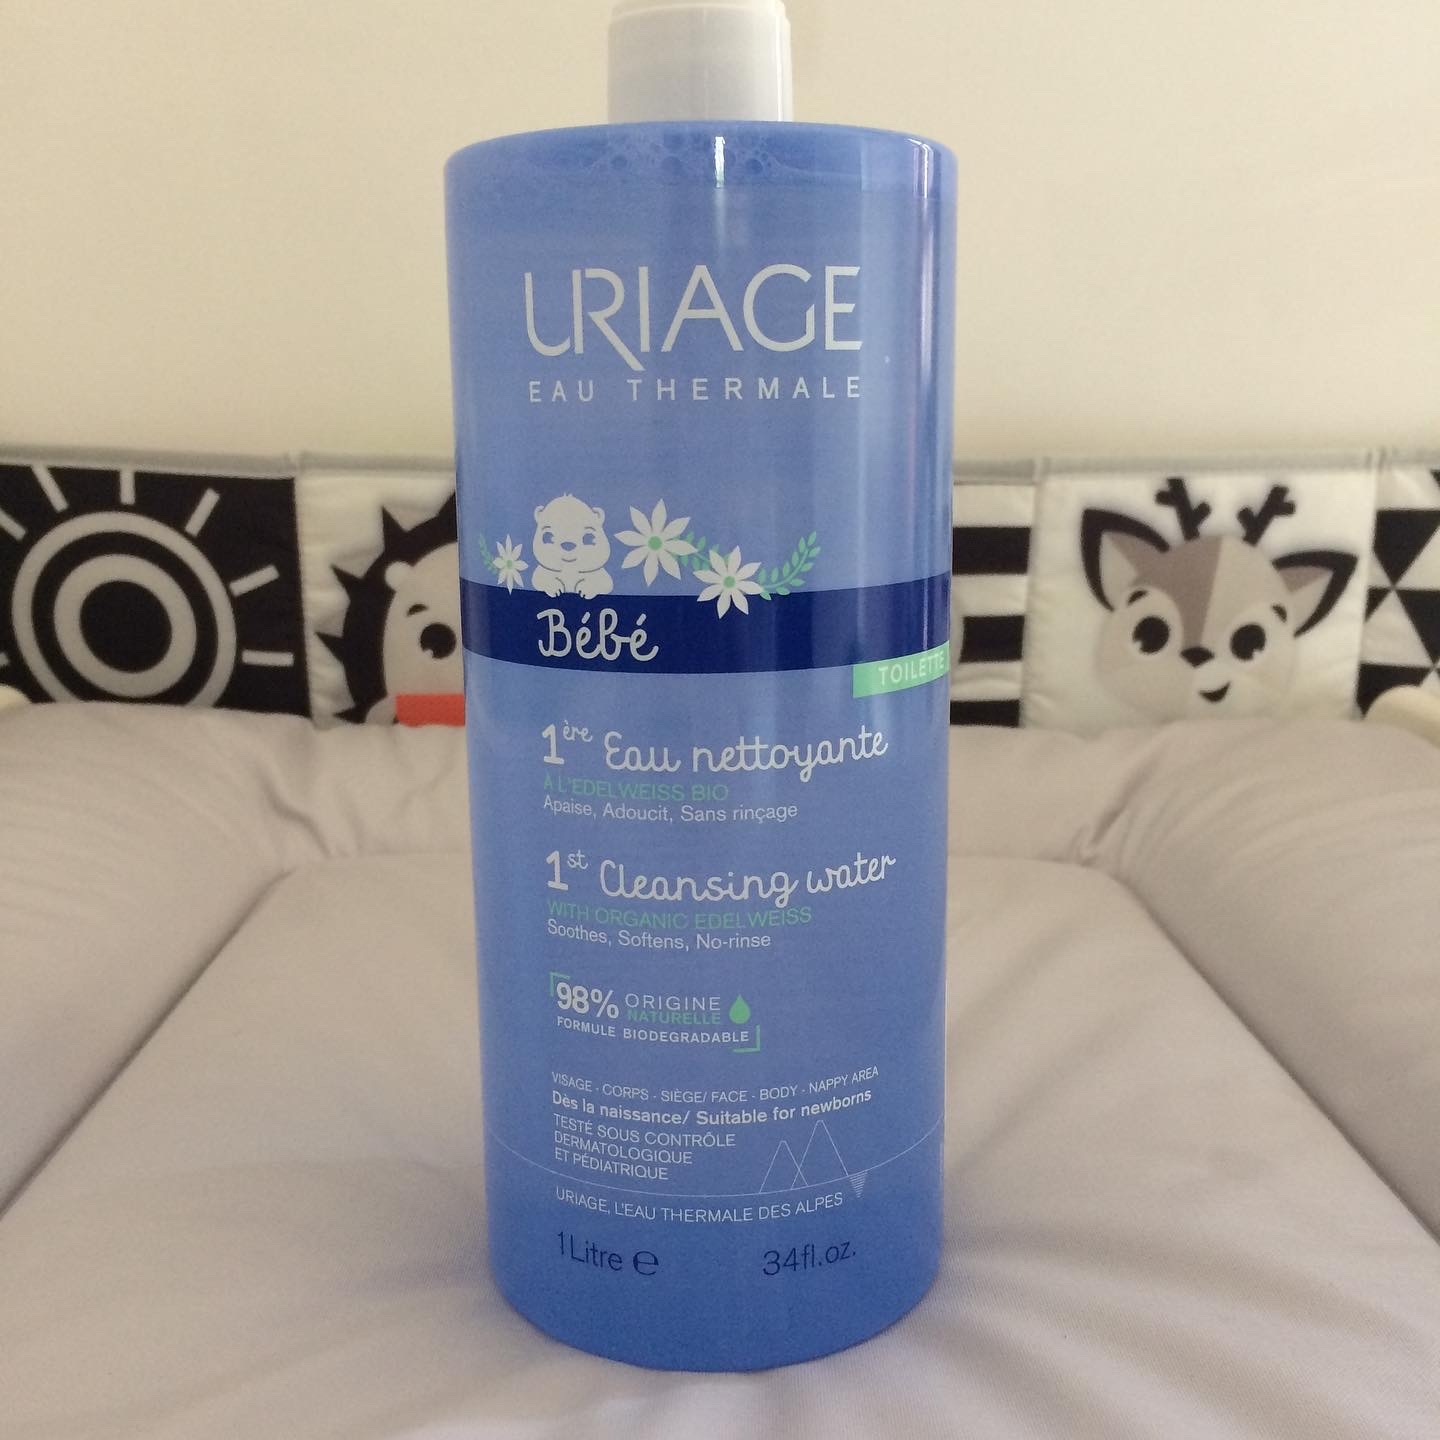 URIAGE
EAU THERMALE
Bébé
TOILETTE
1ère Eau nettoyante
À L'EDELWEISS BIO
Apaise, Adoucit, Sans rinçage
1st Cleansing water
WITH ORGANIC EDELWEISS
Soothes, Softens, No-rinse
98% ORIGINE
NATURELLE
FORMULE BIODEGRADABLE
VISAGE - CORPS - SIÈGE/ FACE - BODY - NAPPY AREA
Dès la naissance/ Suitable for newborns
TESTÉ SOUS CONTRÔLE
DERMATOLOGIQUE
ET PÉDIATRIQUE
URIAGE, L'EAU THERMALE DES ALPES
1 Litre ℮ 34fl.oz.